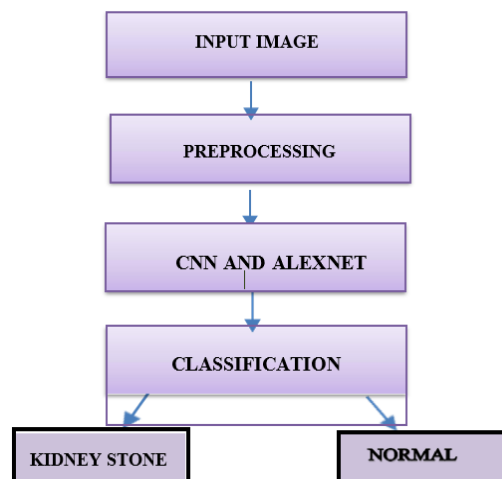 INPUT IMAGE
PREPROCESSING
CNN AND ALEXNET
CLASSIFICATION
KIDNEY STONE
NORMAL